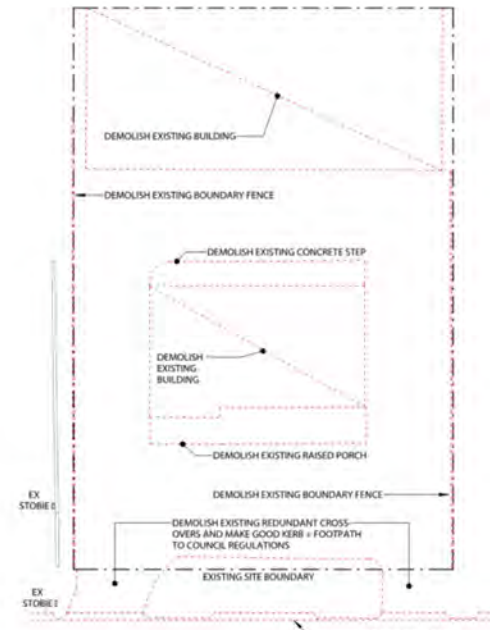 DEMOLISH EXISTING BUILDING
DEMOLISH EXISTING BOUNDARY FENCE
DEMOLISH EXISTING CONCRETE STEP
DEMOLISH
EXISTING
BUILDING
DEMOLISH EXISTING RAISED PORCH
DEMOLISH EXISTING BOUNDARY FENCE
EX
STOBIE
DEMOLISH EXISTING REDUNDANT CROSS
OVERS AND MAKE GOOD KERB + FOOTPATH
TO COUNCIL REGULATIONS
EXISTING SITE BOUNDARY
EX
STOBIE